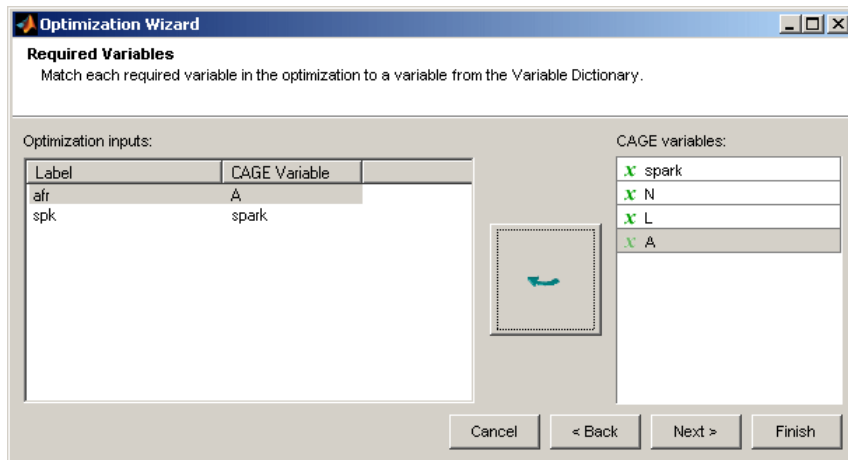 Optimization Wizard
Required Variables
Match each required variable in the optimization to a variable from the Variable Dictionary.
Optimization inputs:
CAGE variables:
Label CAGE Variable
afr A
spk spark
x spark
x N
x L
x A
Cancel < Back Next > Finish